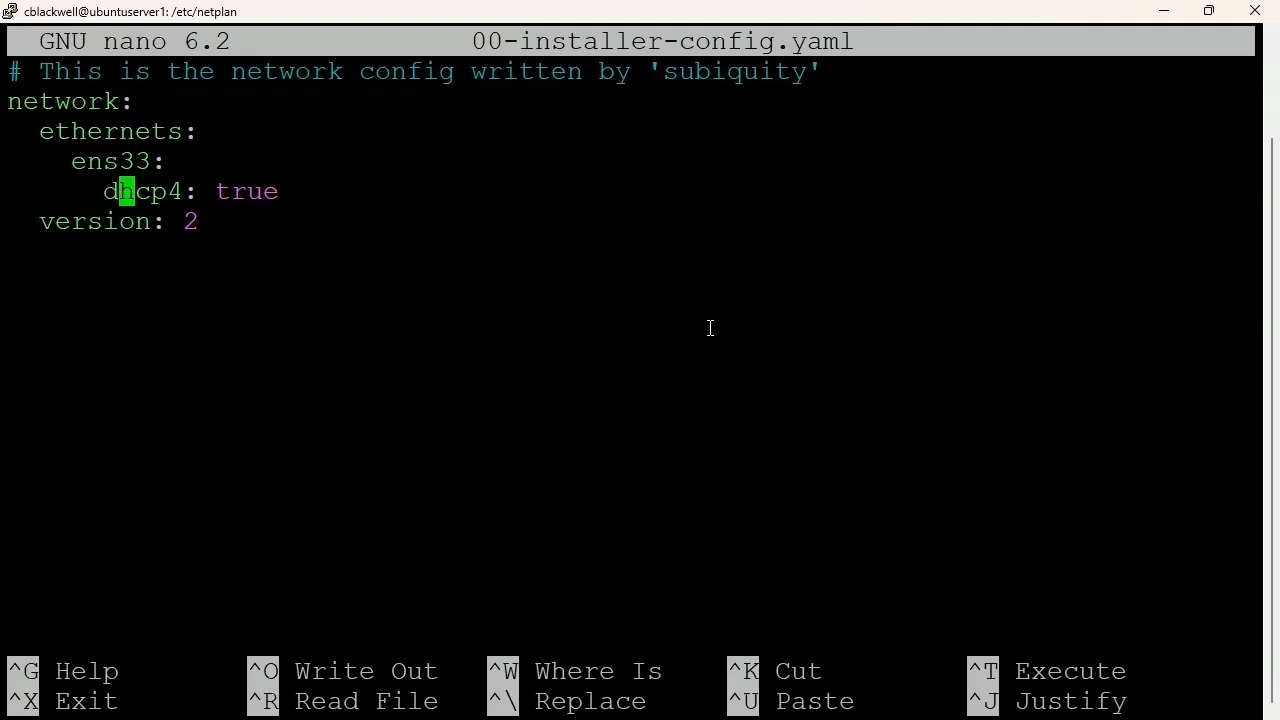 cblackwell@ubuntuserver1: /etc/netplan
GNU nano 6.2 00-installer-config.yaml
# This is the network config written by 'subiquity'
network:
  ethernets:
    ens33:
      dhcp4: true
  version: 2
^G Help ^O Write Out ^W Where Is ^K Cut ^T Execute
^X Exit ^R Read File ^\ Replace ^U Paste ^J Justify